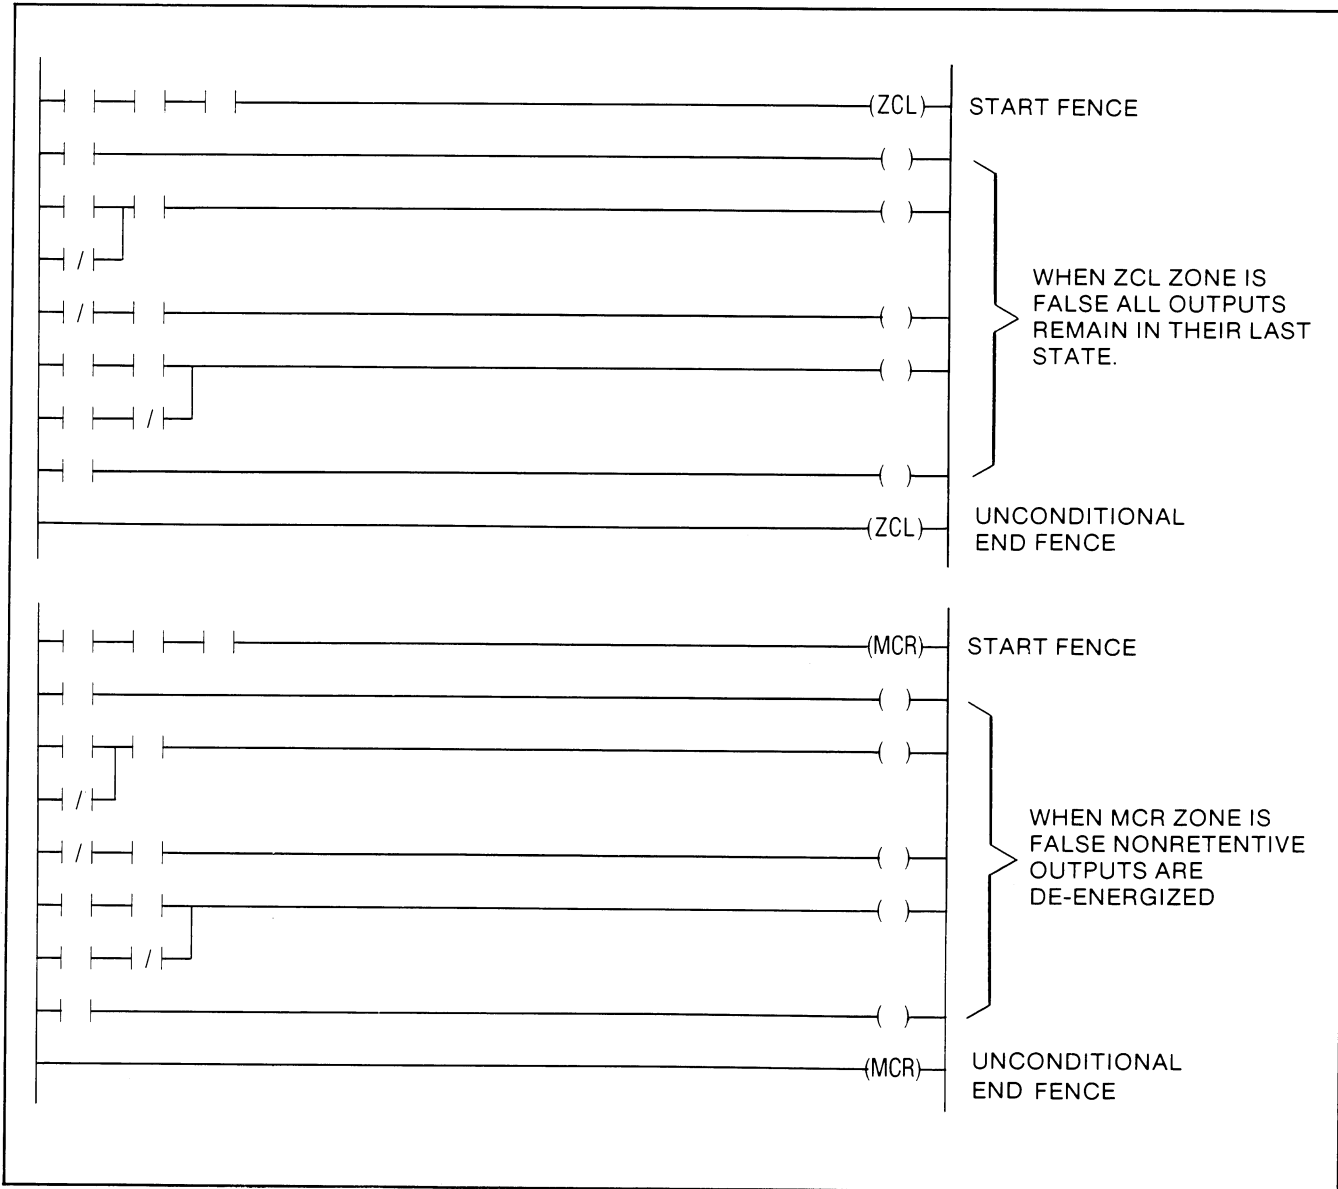 (ZCL) START FENCE
( )
( )
/
/ ( )
( )
/
( )
WHEN ZCL ZONE IS
FALSE ALL OUTPUTS
REMAIN IN THEIR LAST
STATE.
(ZCL) UNCONDITIONAL
END FENCE
(MCR) START FENCE
( )
( )
/
/ ( )
( )
/
( )
WHEN MCR ZONE IS
FALSE NONRETENTIVE
OUTPUTS ARE
DE-ENERGIZED
(MCR) UNCONDITIONAL
END FENCE